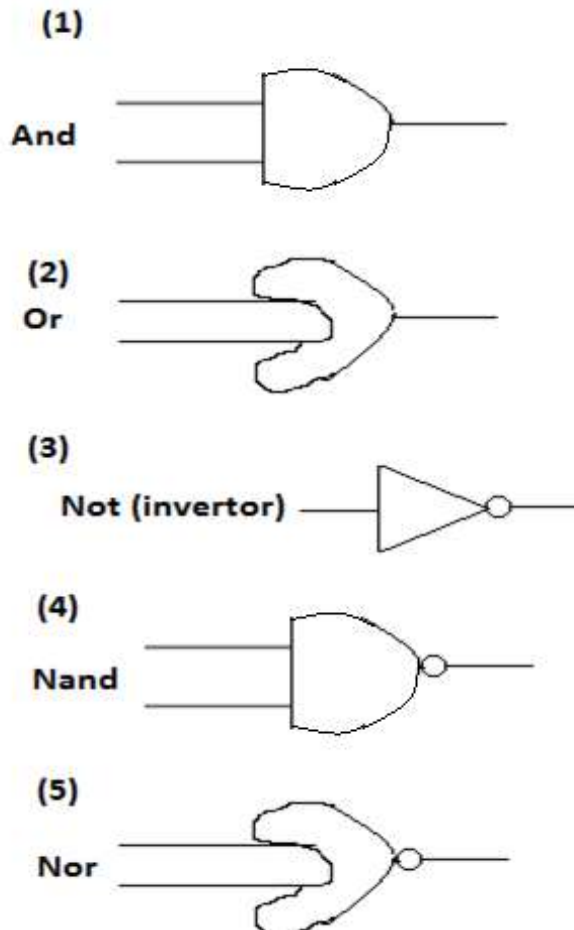 (1)
And
(2)
Or
(3)
Not (invertor)
(4)
Nand
(5)
Nor